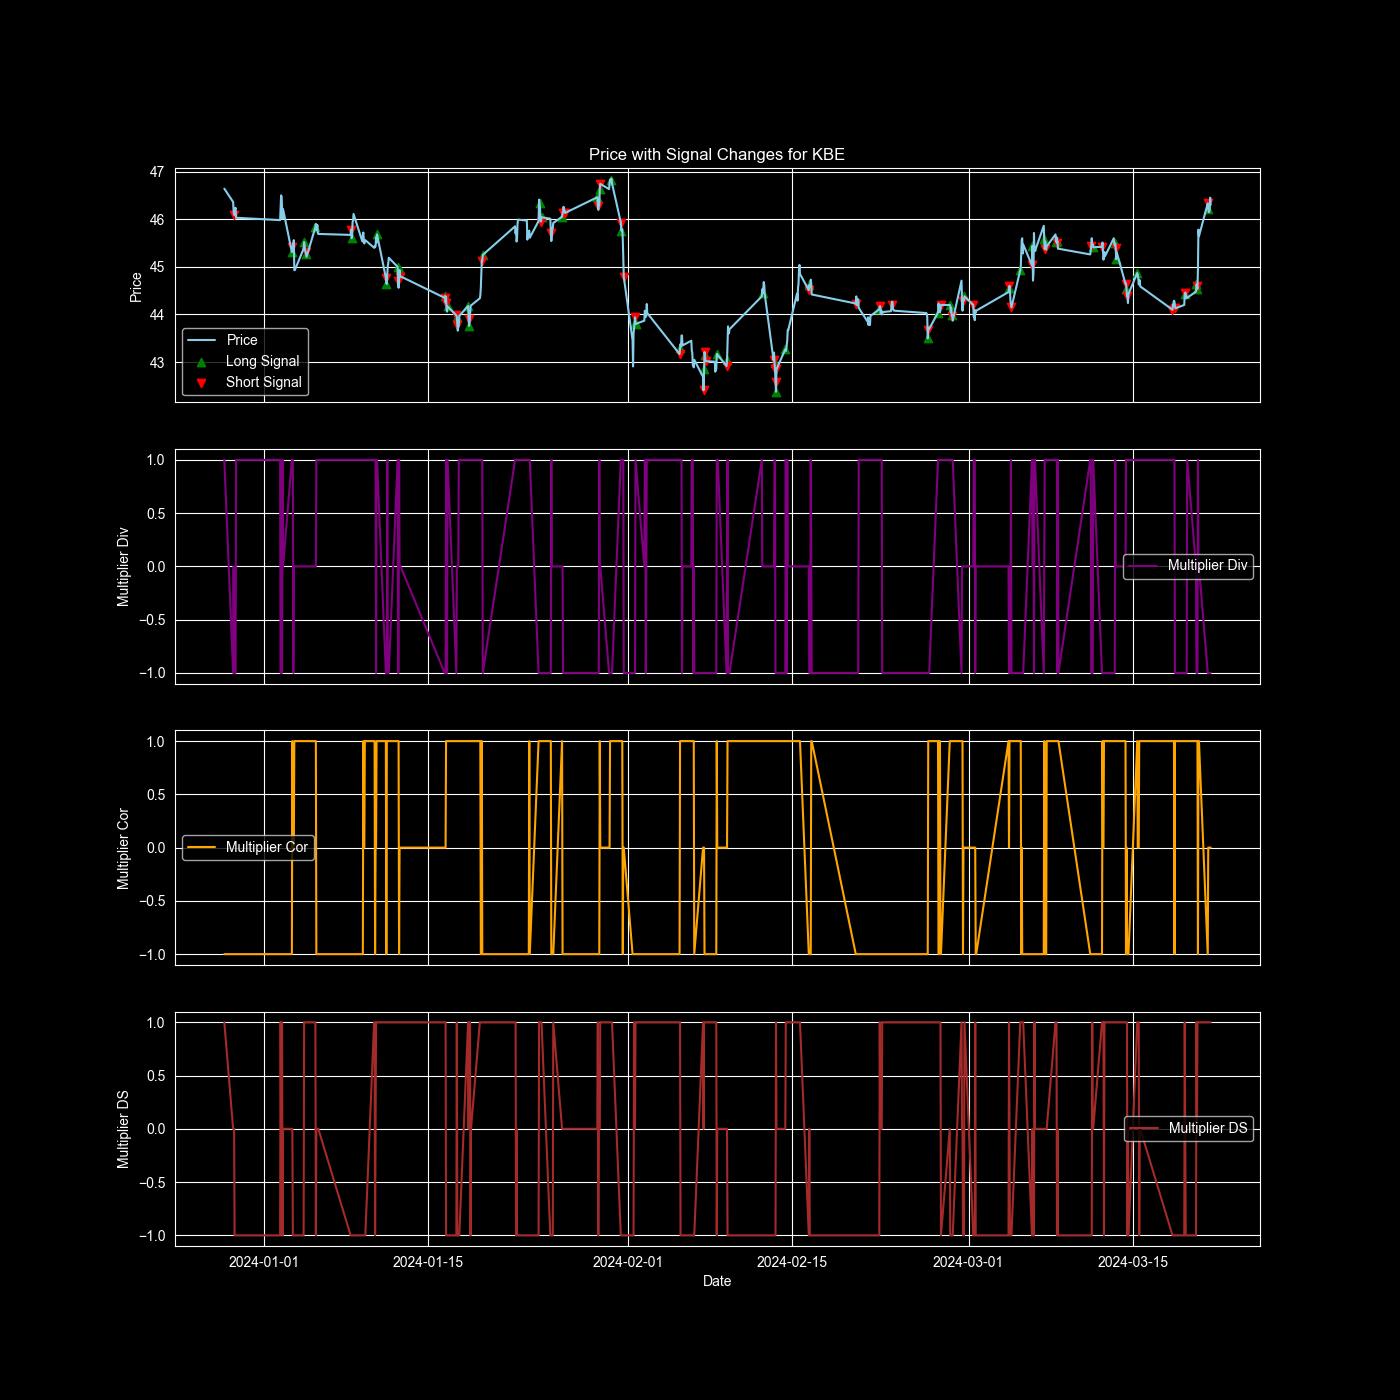 Price with Signal Changes for KBE
47
46
45
44
43
Price
Price
Long Signal
Short Signal
1.0
0.5
0.0
−0.5
−1.0
Multiplier Div
Multiplier Div
1.0
0.5
0.0
−0.5
−1.0
Multiplier Cor
Multiplier Cor
1.0
0.5
0.0
−0.5
−1.0
Multiplier DS
Multiplier DS
2024-01-01 2024-01-15 2024-02-01 2024-02-15 2024-03-01 2024-03-15
Date